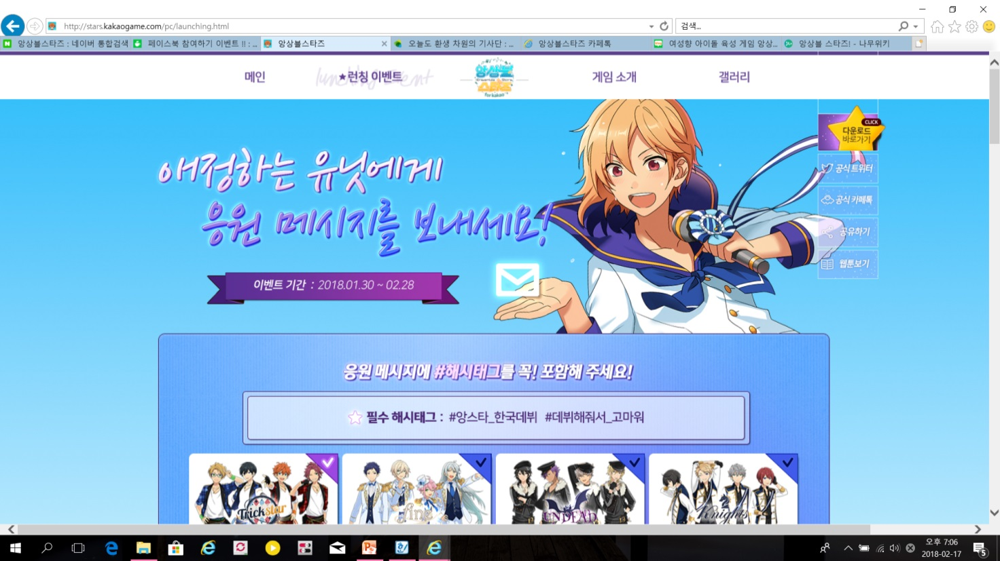 http://stars.kakaogame.com/pc/launching.html
검색...
앙상블스타즈 : 네이버 통합검색
페이스북 참여하기 이벤트 !! : ...
앙상블스타즈
오늘도 환생 차원의 기사단 : ...
앙상블스타즈 카페톡
여성향 아이돌 육성 게임 앙상...
앙상블 스타즈! - 나무위키
메인
★런칭 이벤트
앙상블 스타즈
for kakao
게임 소개
갤러리
CLICK
다운로드
바로가기
애정하는 유닛에게
응원 메시지를 보내세요!
공식 트위터
공식 카페톡
공유하기
웹툰보기
이벤트 기간 : 2018.01.30 ~ 02.28
응원 메시지에 #해시태그를 꼭! 포함해 주세요!
필수 해시태그 : #앙스타_한국데뷔 #데뷔해줘서_고마워
Trickstar
fine
UNDEAD
Knights
오후 7:06
2018-02-17
5